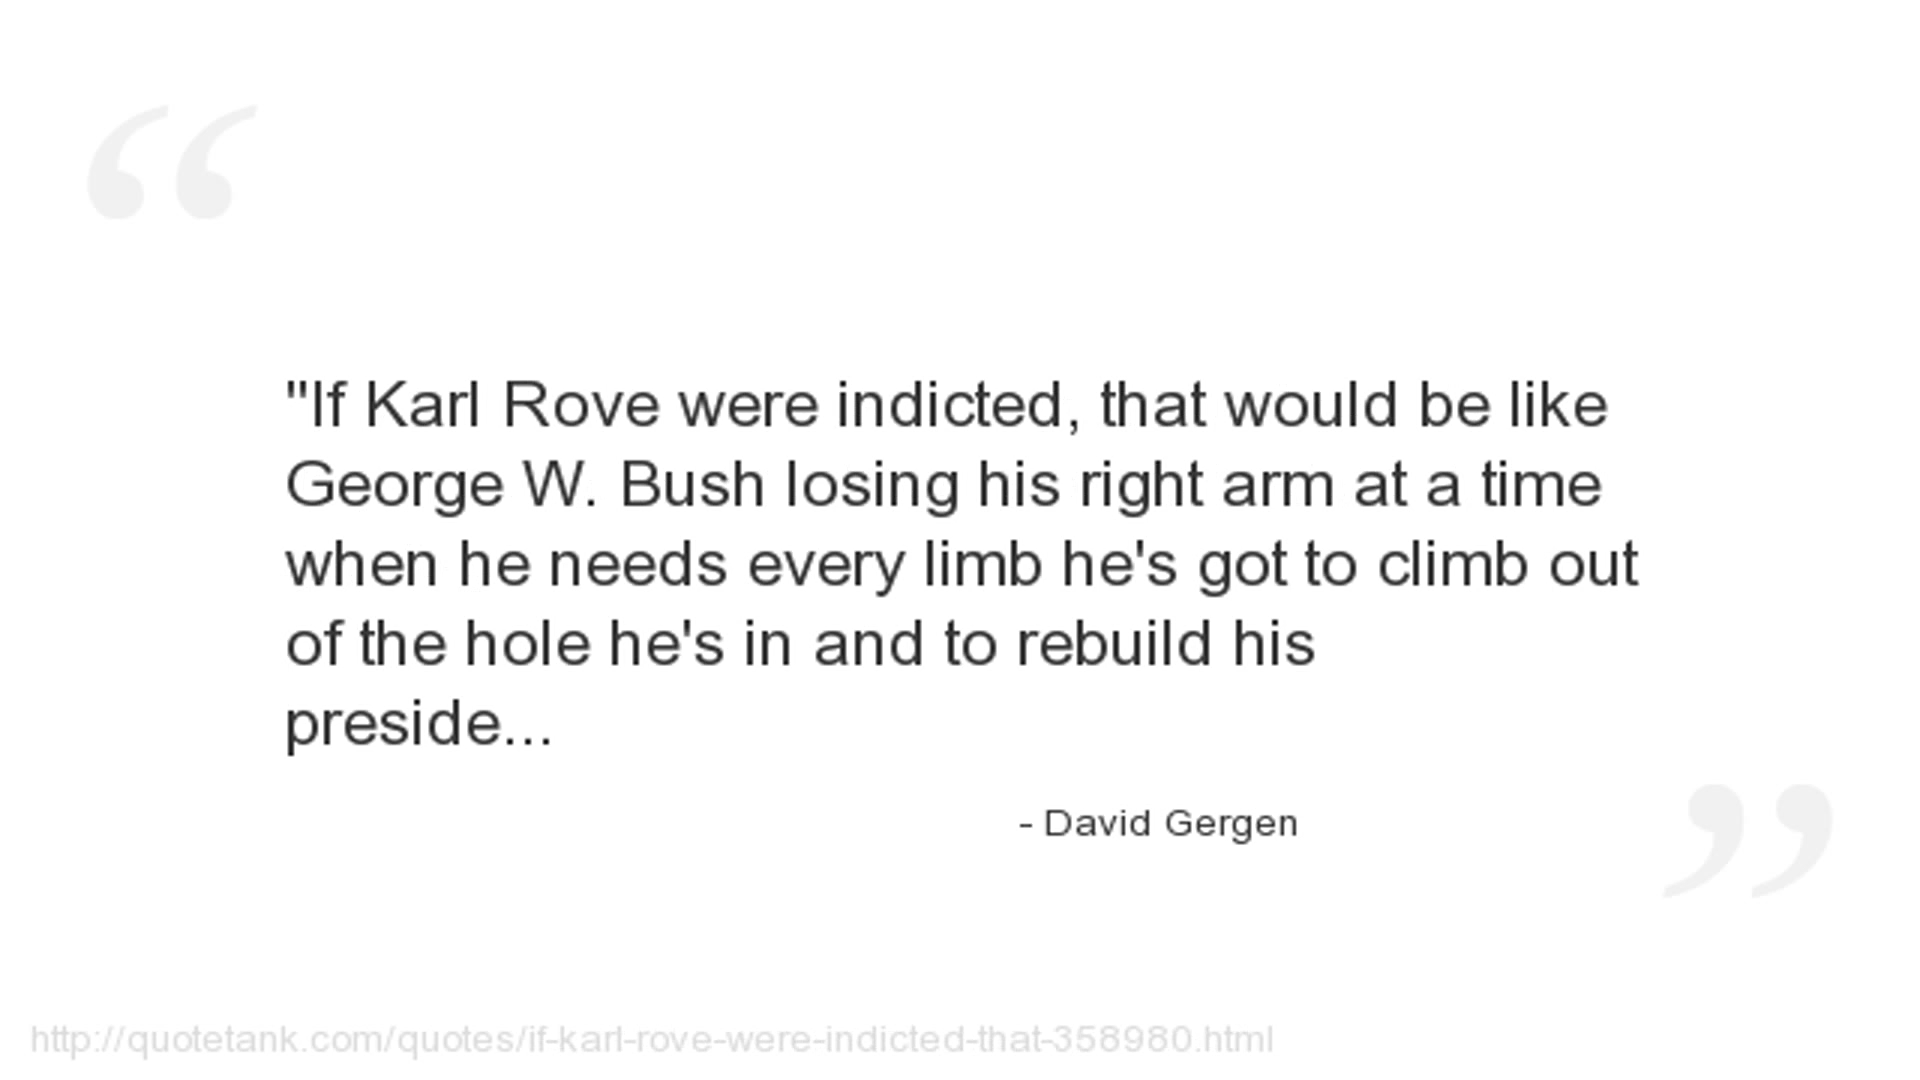 "If Karl Rove were indicted, that would be like
George W. Bush losing his right arm at a time
when he needs every limb he's got to climb out
of the hole he's in and to rebuild his
preside...
- David Gergen
http://quotetank.com/quotes/if-karl-rove-were-indicted-that-358980.html